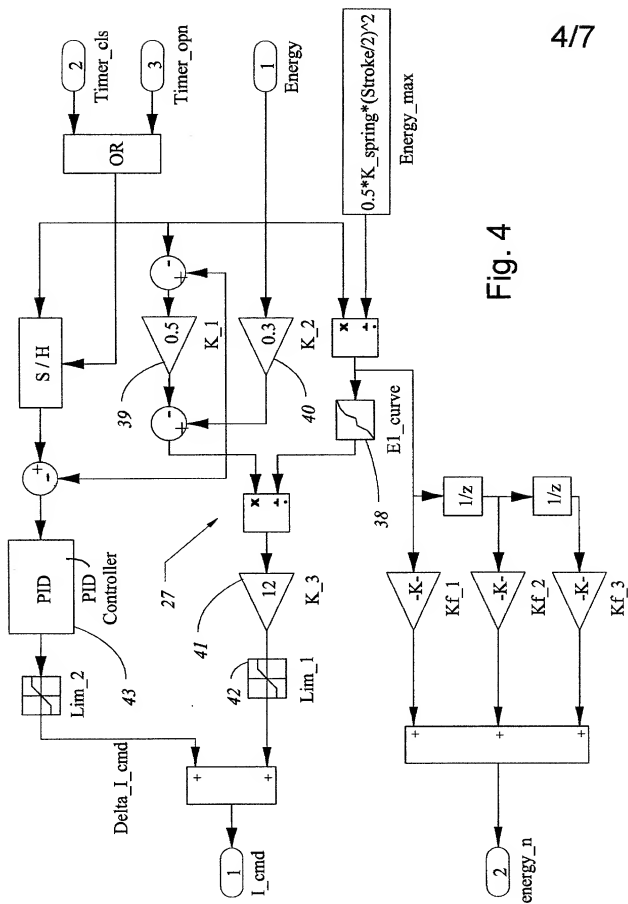 4/7
2
Timer_cls
3
Timer_opn
OR
1
Energy
0.5*K_spring*(Stroke/2)^2
Energy_max
Fig. 4
S / H
-
+
0.5
K_1
39
0.3
K_2
40
x
÷
E1_curve
38
-
+
+
-
x
÷
27
PID
PID
Controller
43
12
K_3
41
42
Lim_1
Lim_2
Delta_I_cmd
+
+
1
I_cmd
1/z
1/z
-K-
Kf_1
-K-
Kf_2
-K-
Kf_3
+
+
+
2
energy_n